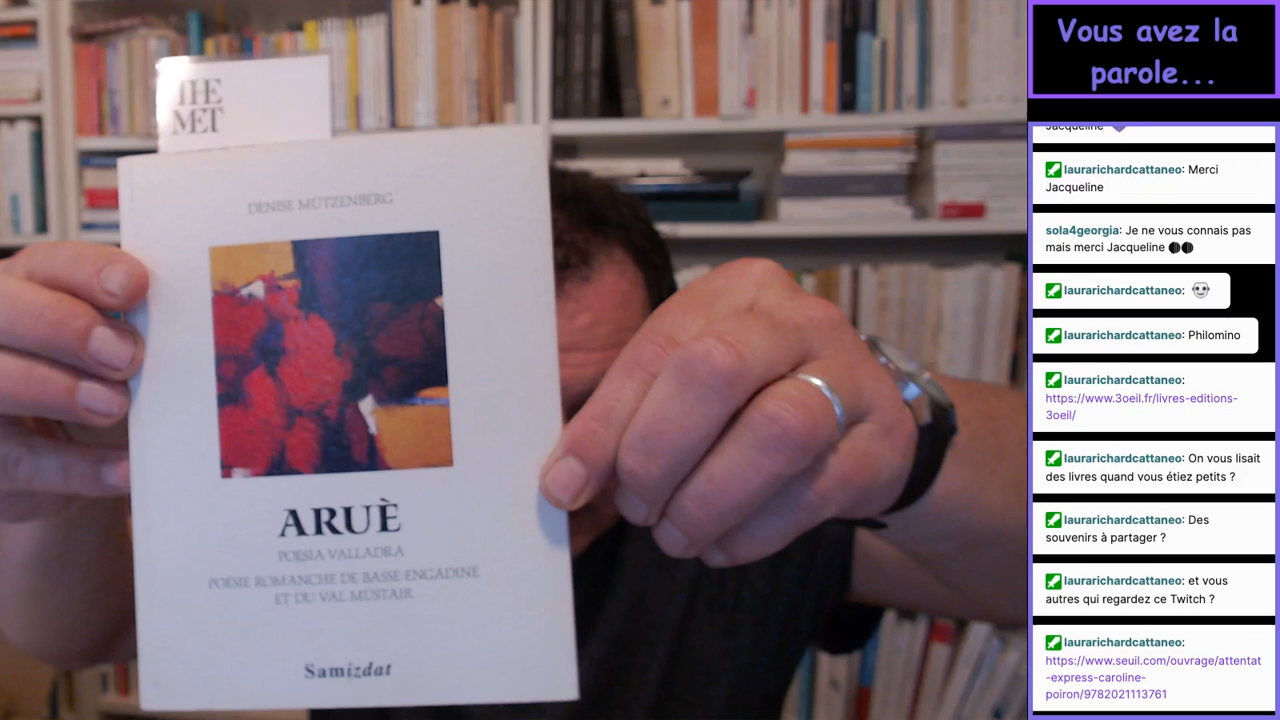 THE
MET
DENISE MÜTZENBERG
ARUÈ
POESIA VALLADRA
POÉSIE ROMANCHE DE BASSE-ENGADINE
ET DU VAL MÜSTAIR
Samizdat
Vous avez la
parole...
Jacqueline
laurarichardcattaneo: Merci
Jacqueline
sola4georgia: Je ne vous connais pas
mais merci Jacqueline
laurarichardcattaneo:
laurarichardcattaneo: Philomino
laurarichardcattaneo:
https://www.3oeil.fr/livres-editions-
3oeil/
laurarichardcattaneo: On vous lisait
des livres quand vous étiez petits ?
laurarichardcattaneo: Des
souvenirs à partager ?
laurarichardcattaneo: et vous
autres qui regardez ce Twitch ?
laurarichardcattaneo:
https://www.seuil.com/ouvrage/attentat
-express-caroline-
poiron/9782021113761